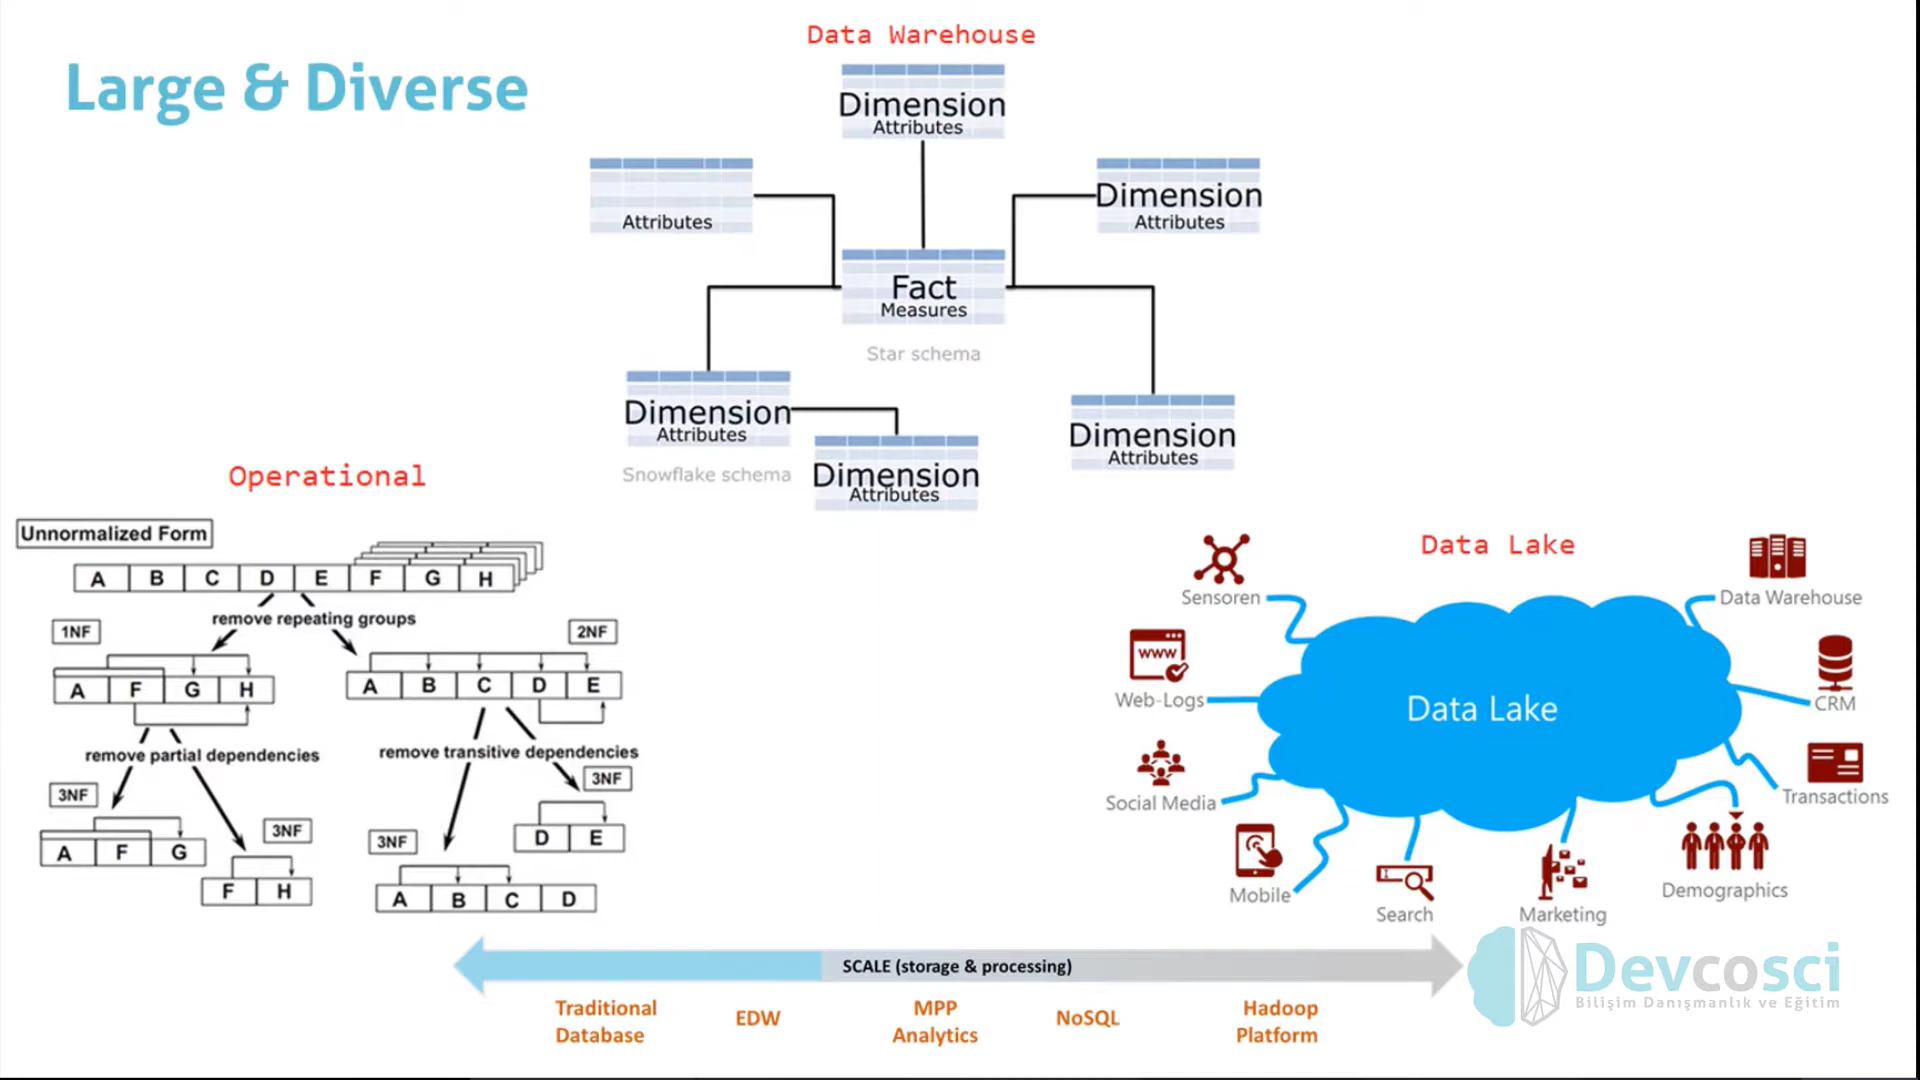 Large & Diverse
Data Warehouse
Dimension
Attributes
Attributes
Dimension
Attributes
Fact
Measures
Star schema
Dimension
Attributes
Snowflake schema
Dimension
Attributes
Dimension
Attributes
Operational
Unnormalized Form
A B C D E F G H
remove repeating groups
1NF
2NF
A F G H
A B C D E
remove partial dependencies
remove transitive dependencies
3NF
3NF
A F G
3NF
F H
3NF
D E
A B C D
Data Lake
Sensoren
Data Warehouse
WWW
Web-Logs
CRM
Data Lake
Social Media
Transactions
Mobile
Search
Marketing
Demographics
SCALE (storage & processing)
Traditional
Database
EDW
MPP
Analytics
NoSQL
Hadoop
Platform
Devcosci
Bilişim Danışmanlık ve Eğitim